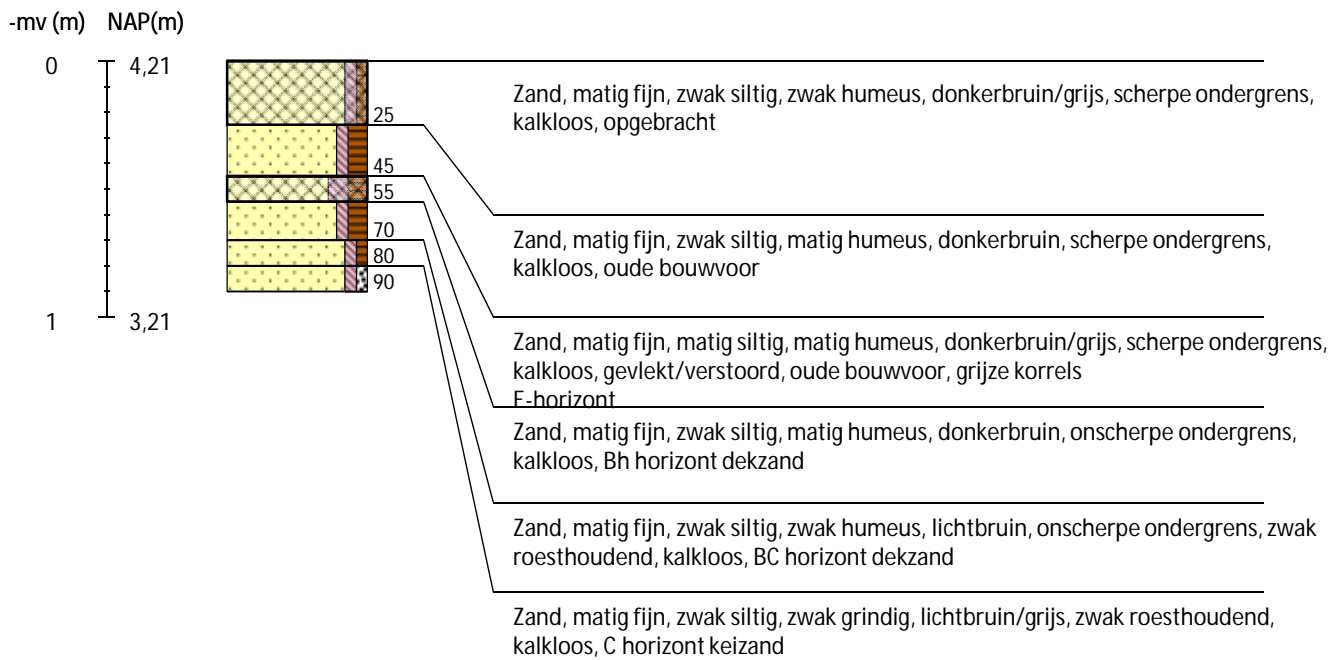 -mv (m) NAP(m)
0 4,21
25
45
55
70
80
90
1 3,21
Zand, matig fijn, zwak siltig, zwak humeus, donkerbruin/grijs, scherpe ondergrens,
kalkloos, opgebracht
Zand, matig fijn, zwak siltig, matig humeus, donkerbruin, scherpe ondergrens,
kalkloos, oude bouwvoor
Zand, matig fijn, matig siltig, matig humeus, donkerbruin/grijs, scherpe ondergrens,
kalkloos, gevlekt/verstoord, oude bouwvoor, grijze korrels
E-horizont
Zand, matig fijn, zwak siltig, matig humeus, donkerbruin, onscherpe ondergrens,
kalkloos, Bh horizont dekzand
Zand, matig fijn, zwak siltig, zwak humeus, lichtbruin, onscherpe ondergrens, zwak
roesthoudend, kalkloos, BC horizont dekzand
Zand, matig fijn, zwak siltig, zwak grindig, lichtbruin/grijs, zwak roesthoudend,
kalkloos, C horizont keizand